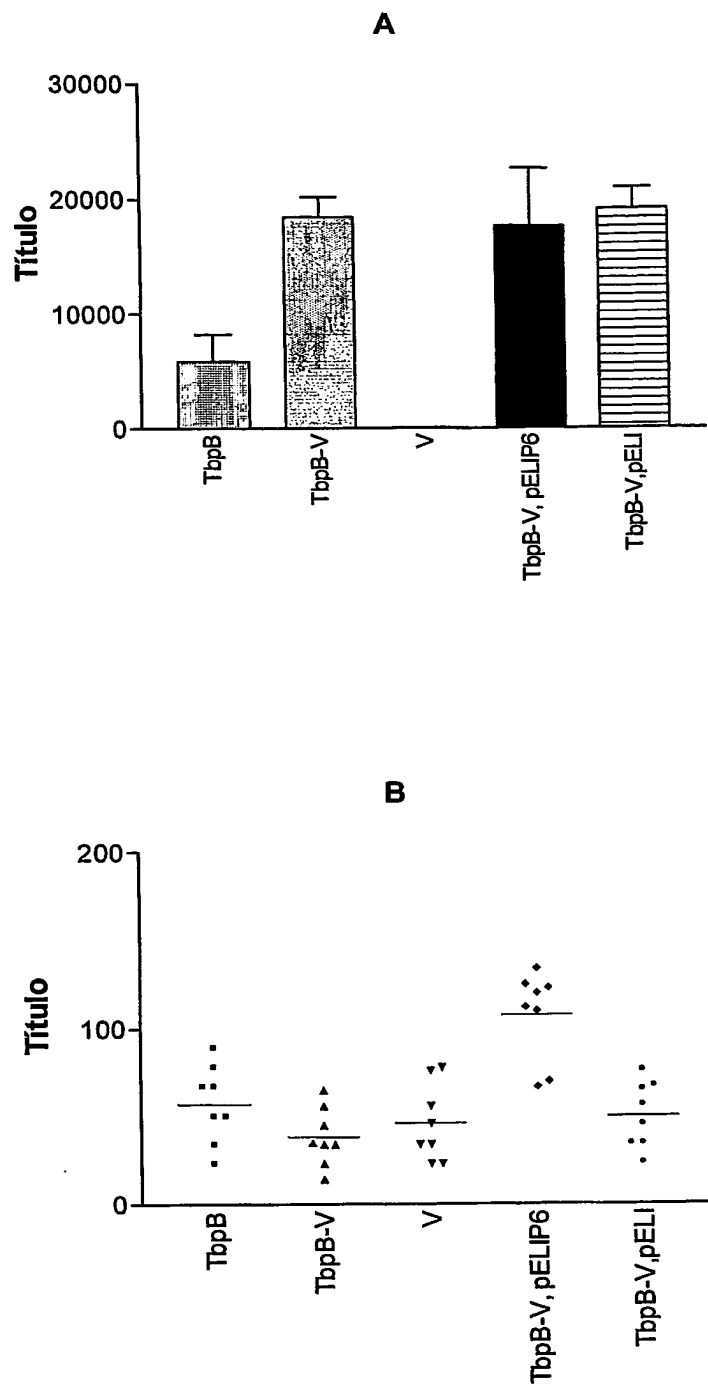 A
30000
20000
10000
0
Título
TbpB
TbpB-V
V
TbpB-V, pELIP6
TbpB-V,pELI
B
200
100
0
Título
TbpB
TbpB-V
V
TbpB-V, pELIP6
TbpB-V,pELI